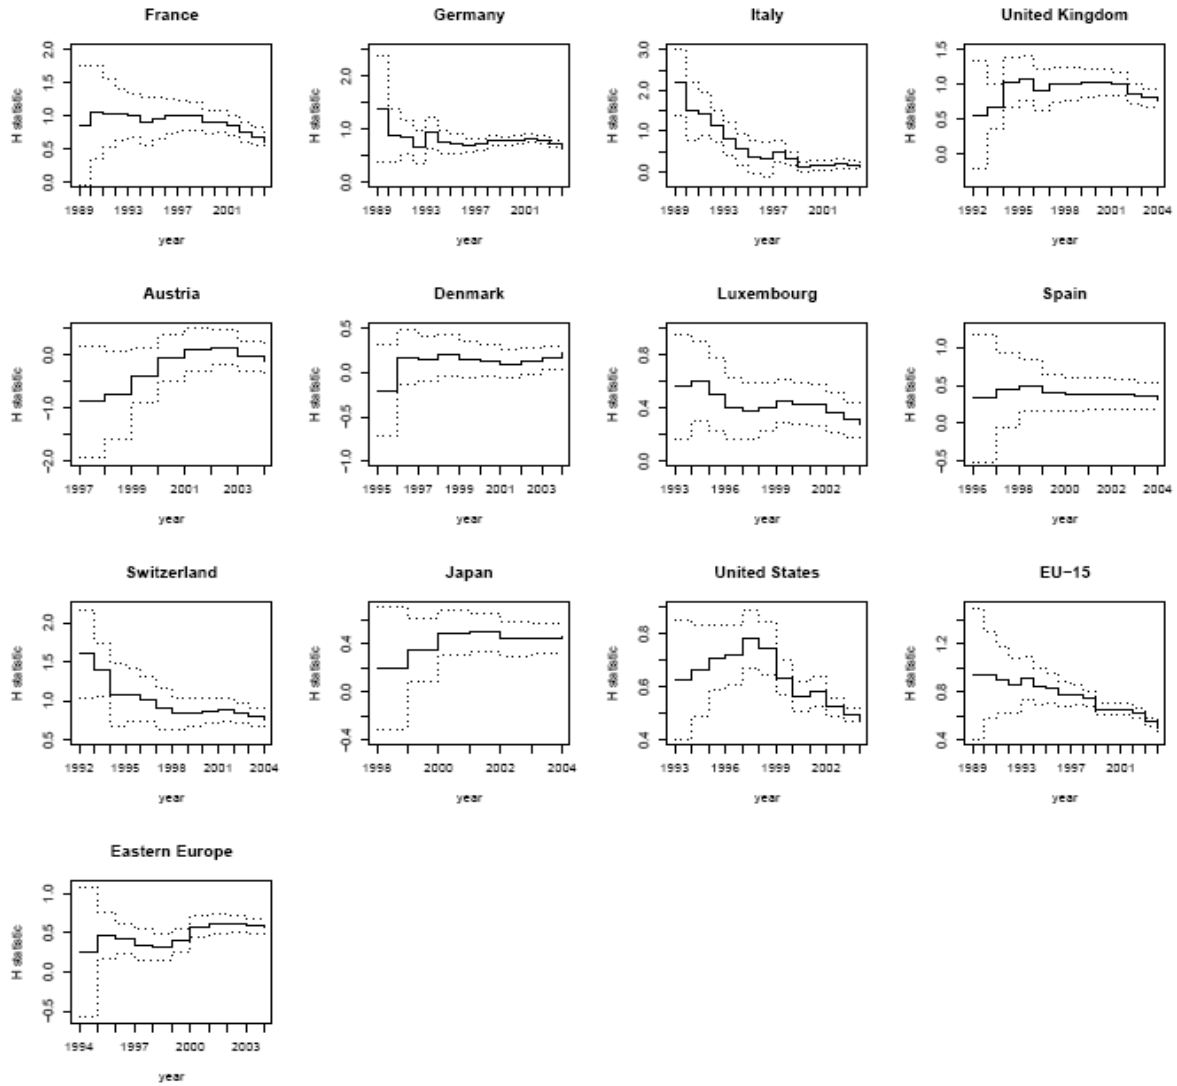 France
H statistic
0.0 0.5 1.0 1.5 2.0
1989 1993 1997 2001
year
Germany
H statistic
0.0 1.0 2.0
1989 1993 1997 2001
year
Italy
H statistic
0.0 1.0 2.0 3.0
1989 1993 1997 2001
year
United Kingdom
H statistic
0.0 0.5 1.0 1.5
1992 1995 1998 2001 2004
year
Austria
H statistic
−2.0 −1.0 0.0
1997 1999 2001 2003
year
Denmark
H statistic
−1.0 −0.5 0.0 0.5
1995 1997 1999 2001 2003
year
Luxembourg
H statistic
0.0 0.4 0.8
1993 1996 1999 2002
year
Spain
H statistic
−0.5 0.0 0.5 1.0
1996 1998 2000 2002 2004
year
Switzerland
H statistic
0.5 1.0 1.5 2.0
1992 1995 1998 2001 2004
year
Japan
H statistic
−0.4 0.0 0.4
1998 2000 2002 2004
year
United States
H statistic
0.4 0.6 0.8
1993 1996 1999 2002
year
EU−15
H statistic
0.4 0.8 1.2
1989 1993 1997 2001
year
Eastern Europe
H statistic
−0.5 0.0 0.5 1.0
1994 1997 2000 2003
year